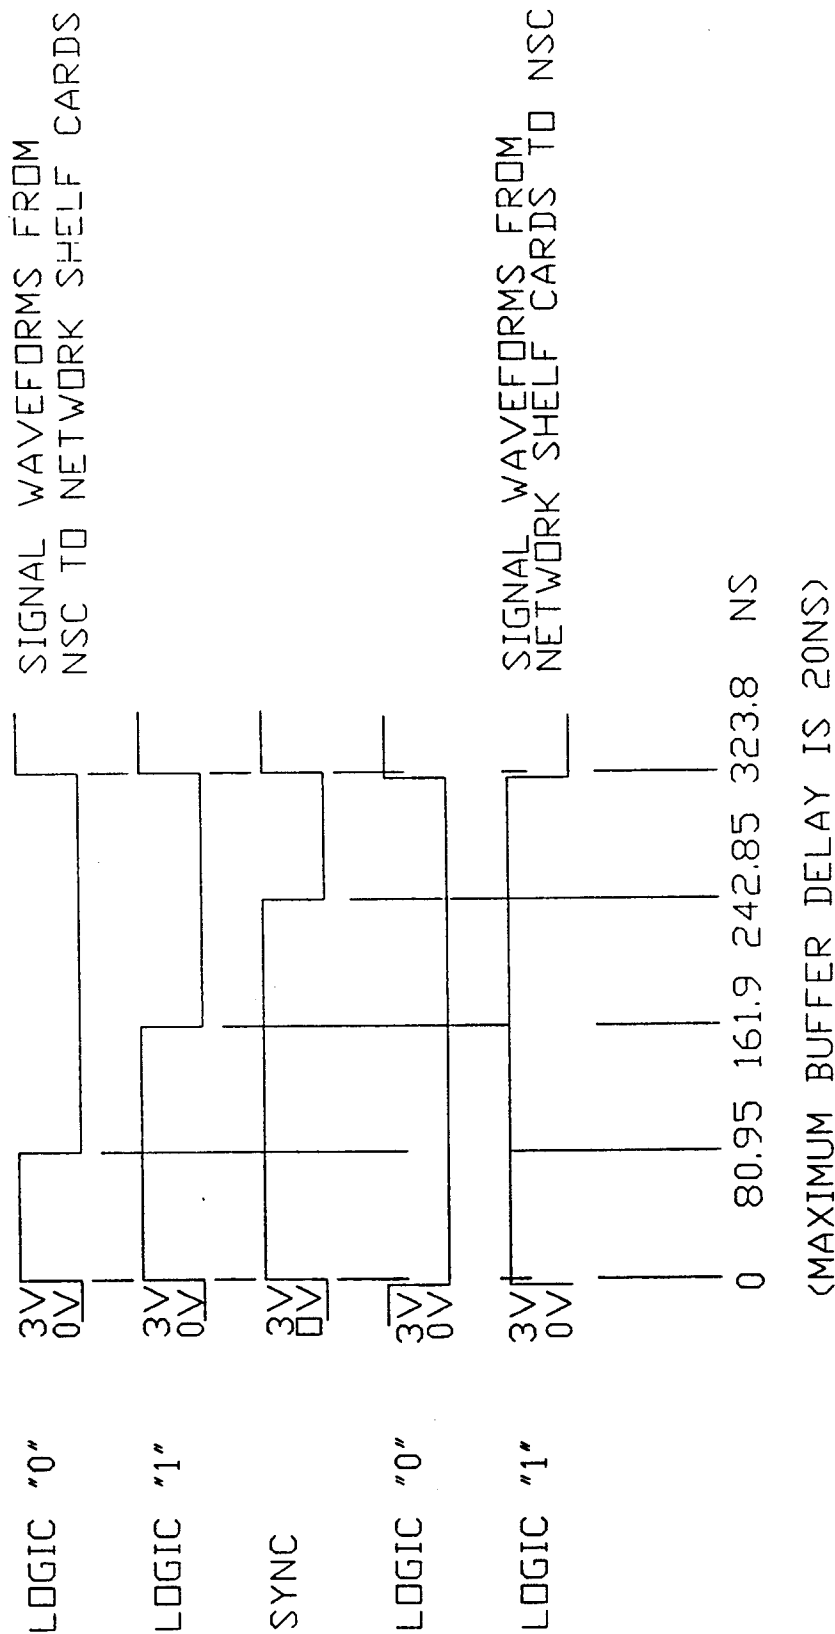 LOGIC "0"
3V
0V
SIGNAL WAVEFORMS FROM
NSC TO NETWORK SHELF CARDS
LOGIC "1"
3V
0V
SYNC
3V
0V
LOGIC "0"
3V
0V
LOGIC "1"
3V
0V
SIGNAL WAVEFORMS FROM
NETWORK SHELF CARDS TO NSC
0 80.95 161.9 242.85 323.8 NS
(MAXIMUM BUFFER DELAY IS 20NS)